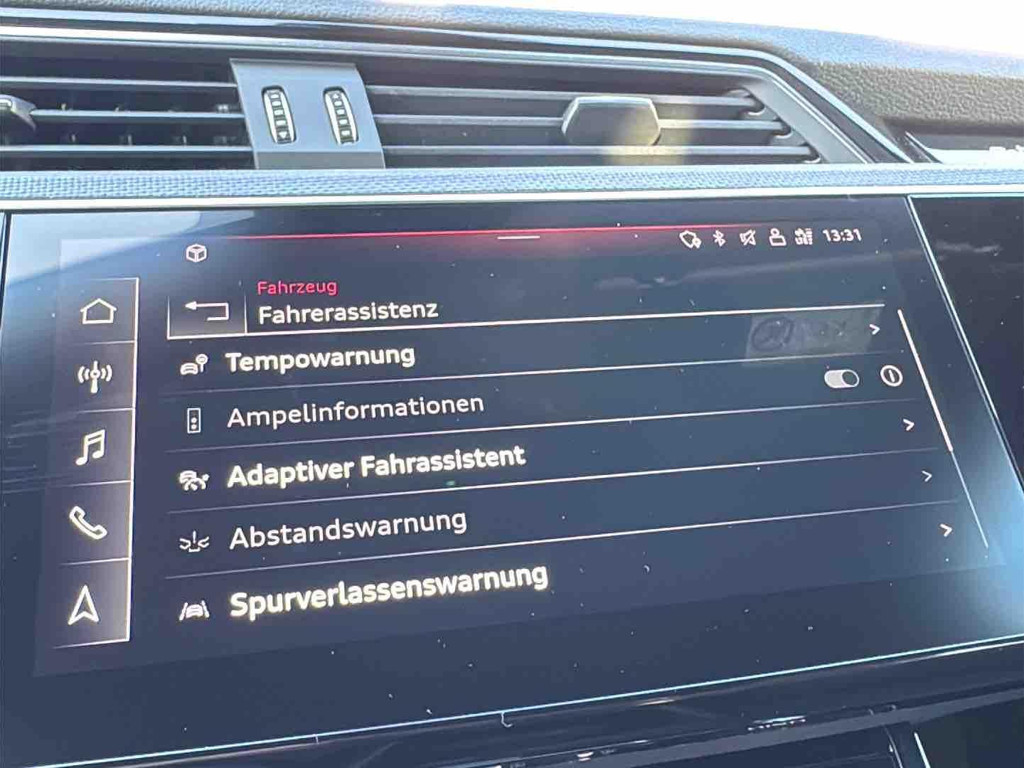 13:31
Fahrzeug
Fahrerassistenz
Tempowarnung
Ampelinformationen
Adaptiver Fahrassistent
Abstandswarnung
Spurverlassenswarnung